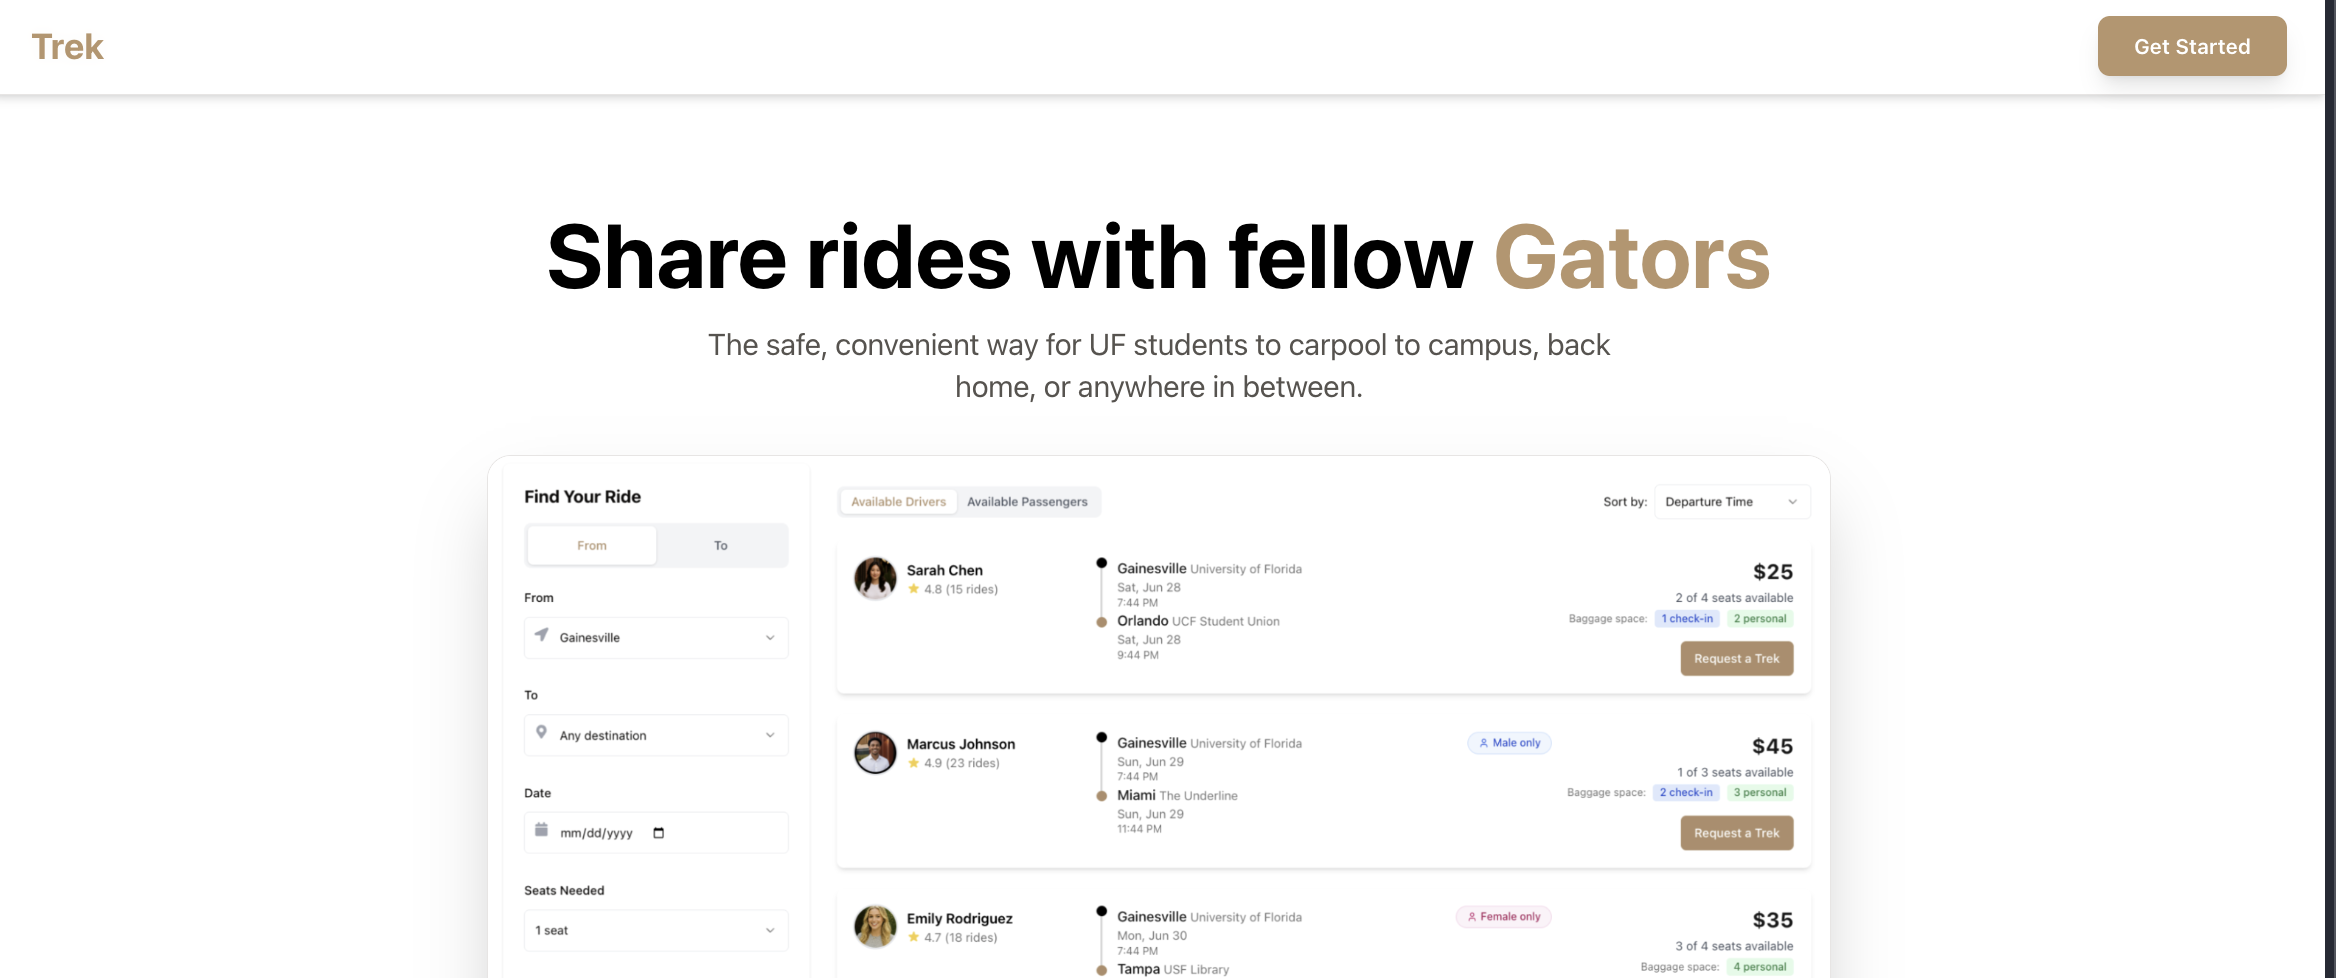 Trek
Get Started
Share rides with fellow Gators
The safe, convenient way for UF students to carpool to campus, back
home, or anywhere in between.
Find Your Ride
From To
From
Gainesville
To
Any destination
Date
mm/dd/yyyy
Seats Needed
1 seat
Available Drivers Available Passengers
Sort by: Departure Time
Sarah Chen
4.8 (15 rides)
Gainesville University of Florida
Sat, Jun 28
7:44 PM
Orlando UCF Student Union
Sat, Jun 28
9:44 PM
$25
2 of 4 seats available
Baggage space: 1 check-in 2 personal
Request a Trek
Marcus Johnson
4.9 (23 rides)
Gainesville University of Florida
Sun, Jun 29
7:44 PM
Miami The Underline
Sun, Jun 29
11:44 PM
Male only
$45
1 of 3 seats available
Baggage space: 2 check-in 3 personal
Request a Trek
Emily Rodriguez
4.7 (18 rides)
Gainesville University of Florida
Mon, Jun 30
7:44 PM
Tampa USF Library
Female only
$35
3 of 4 seats available
Baggage space: 4 personal